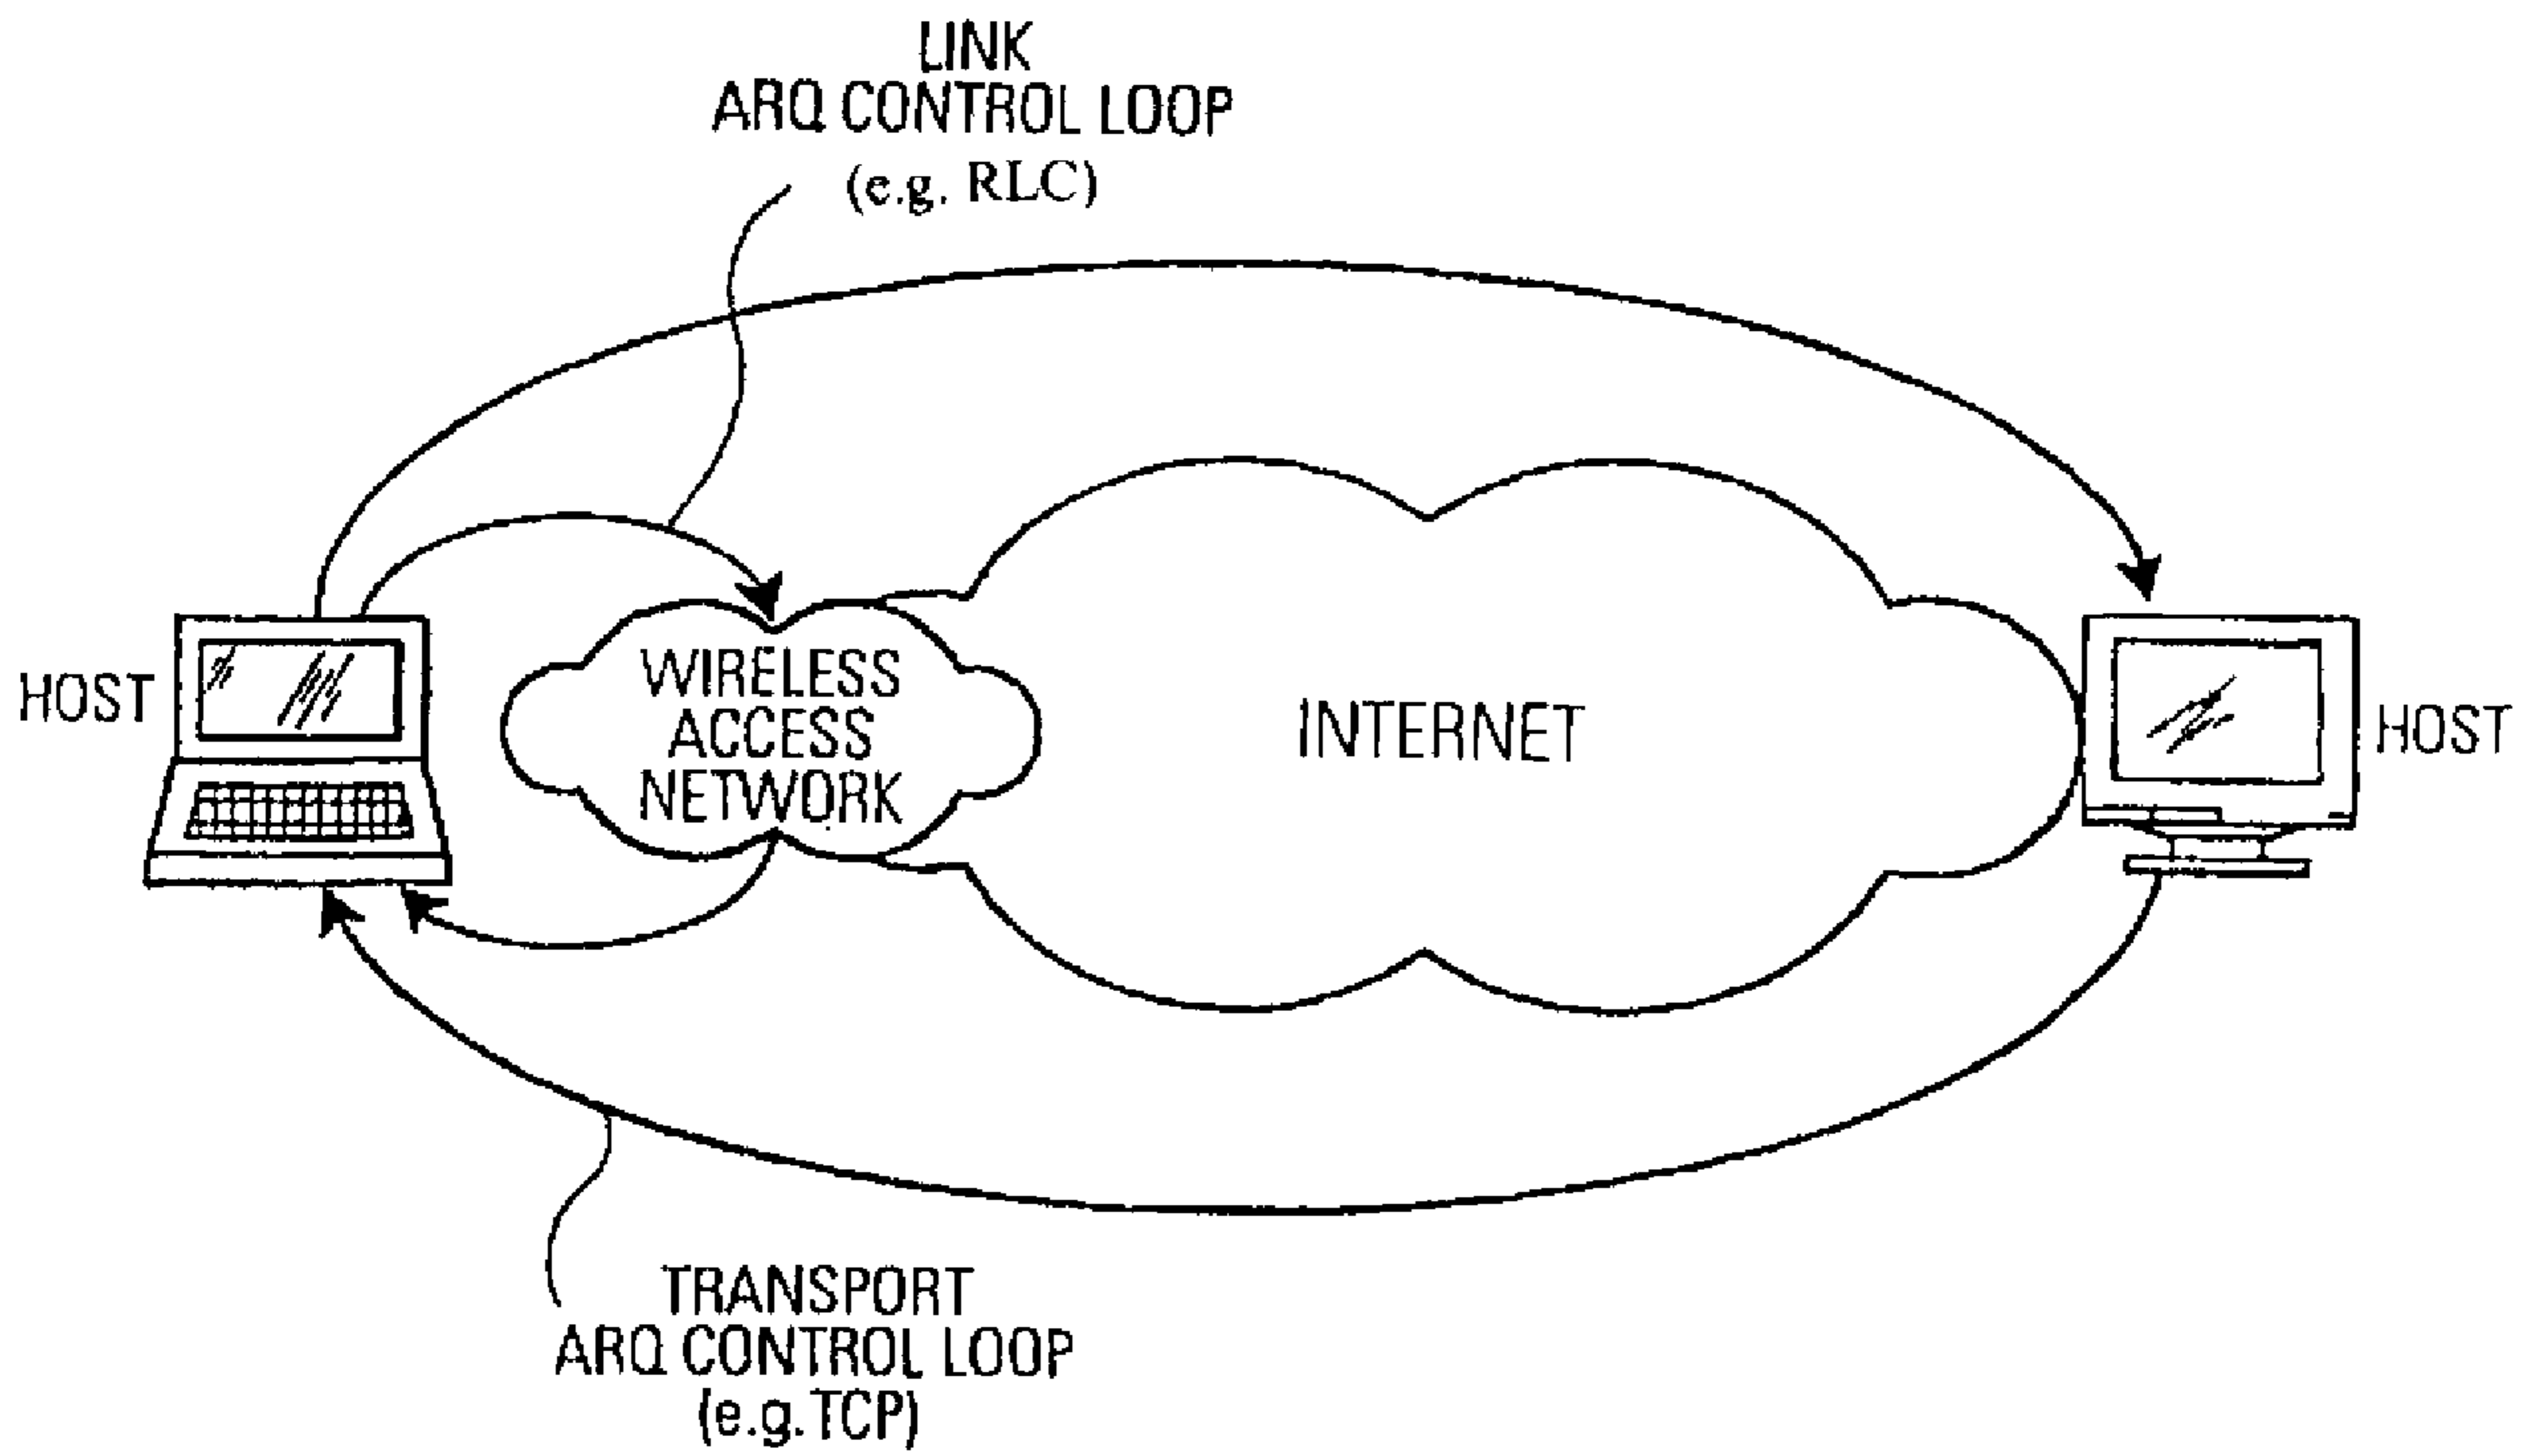 LINK
ARQ CONTROL LOOP
(e.g. RLC)
HOST
WIRELESS
ACCESS
NETWORK
INTERNET
HOST
TRANSPORT
ARQ CONTROL LOOP
(e.g.TCP)